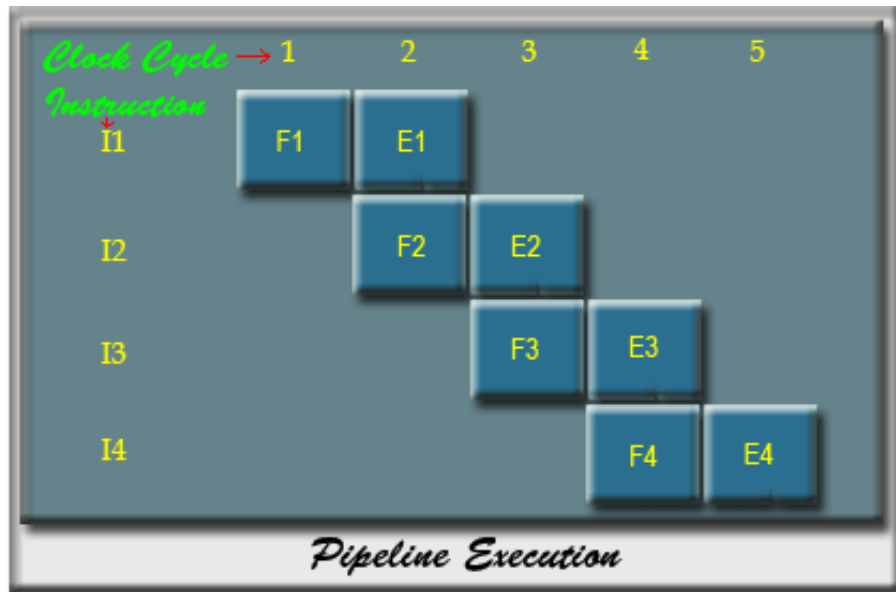 Clock Cycle → 1 2 3 4 5
Instruction
I1 F1 E1
I2 F2 E2
I3 F3 E3
I4 F4 E4
Pipeline Execution